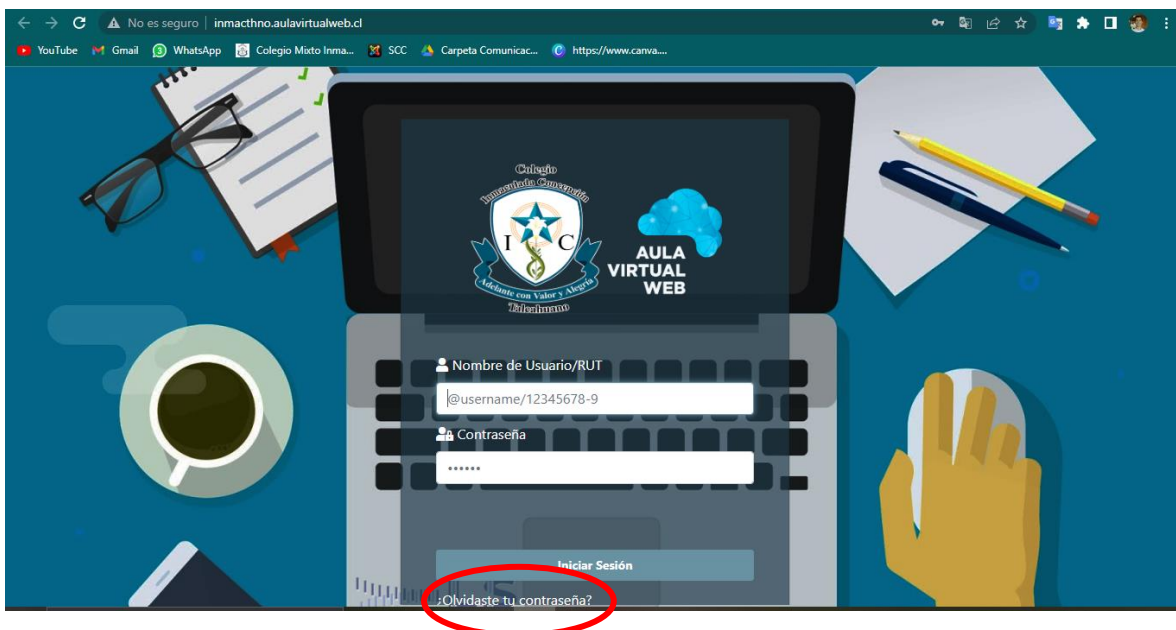 No es seguro | inmacthno.aulavirtualweb.cl
YouTube Gmail WhatsApp Colegio Mixto Inma... SCC Carpeta Comunicac... https://www.canva....
Colegio
Inmaculada Concepción
I C
Adelante con Valor y Alegría
Talcahuano
AULA
VIRTUAL
WEB
Nombre de Usuario/RUT
@username/12345678-9
Contraseña
••••••
Iniciar Sesión
¿Olvidaste tu contraseña?